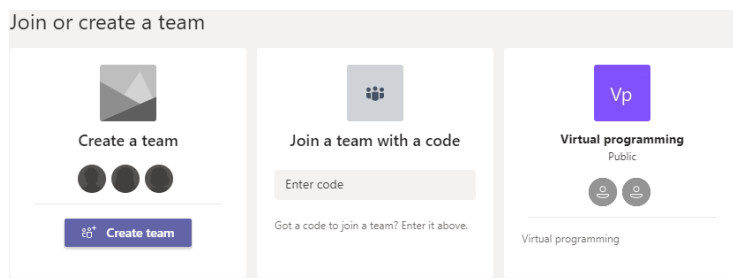 Join or create a team
Create a team
Create team
Join a team with a code
Enter code
Got a code to join a team? Enter it above.
Vp
Virtual programming
Public
Virtual programming